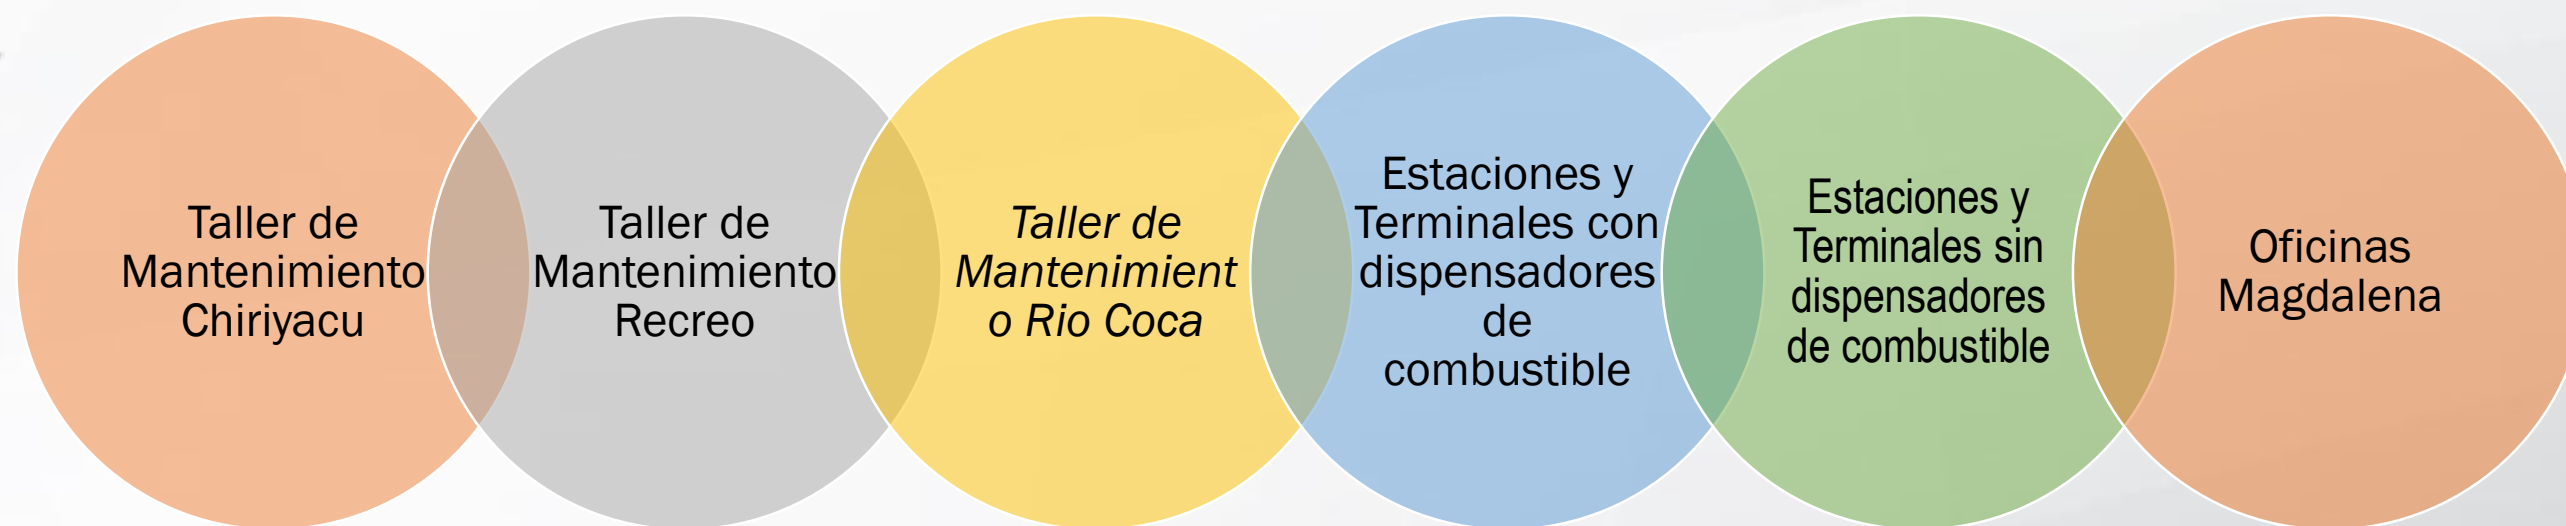 Taller de
Mantenimiento
Chiriyacu
Taller de
Mantenimiento
Recreo
Taller de
Mantenimient
o Rio Coca
Estaciones y
Terminales con
dispensadores
de
combustible
Estaciones y
Terminales sin
dispensadores
de combustible
Oficinas
Magdalena